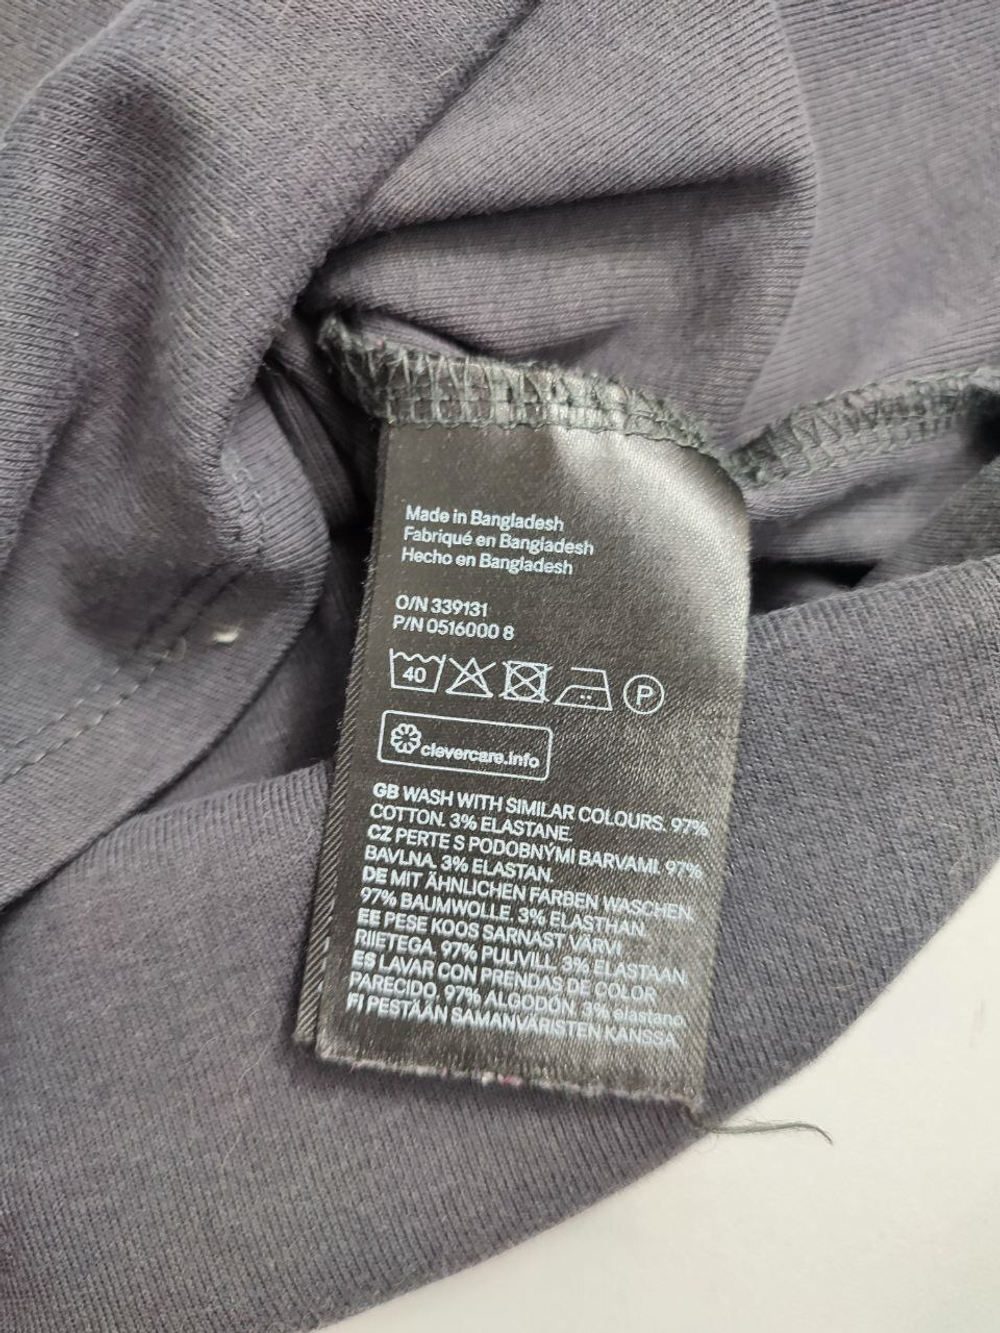 Made in Bangladesh
Fabriqué en Bangladesh
Hecho en Bangladesh
O/N 339131
P/N 0516000 8
40 P
clevercare.info
GB WASH WITH SIMILAR COLOURS. 97%
COTTON. 3% ELASTANE.
CZ PERTE S PODOBNÝMI BARVAMI. 97%
BAVLNA. 3% ELASTAN.
DE MIT ÄHNLICHEN FARBEN WASCHEN.
97% BAUMWOLLE. 3% ELASTHAN.
EE PESE KOOS SARNAST VÄRVI
RIIETEGA. 97% PUUVILL. 3% ELASTAAN.
ES LAVAR CON PRENDAS DE COLOR
PARECIDO. 97% ALGODÓN. 3% elastano.
FI PESTÄÄN SAMANVÄRISTEN KANSSA.